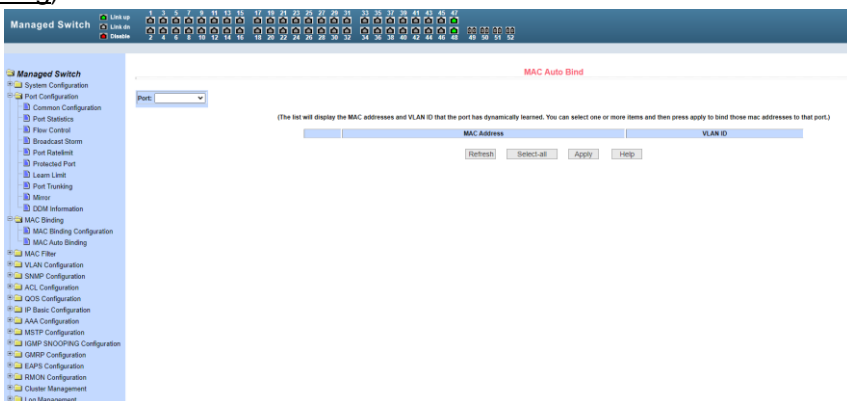 Managed Switch
Link up
Link dn
Disable
1 3 5 7 9 11 13 15 17 19 21 23 25 27 29 31 33 35 37 39 41 43 45 47
2 4 6 8 10 12 14 16 18 20 22 24 26 28 30 32 34 36 38 40 42 44 46 48 49 50 51 52
Managed Switch
System Configuration
Port Configuration
Common Configuration
Port Statistics
Flow Control
Broadcast Storm
Port Ratelimit
Protected Port
Learn Limit
Port Trunking
Mirror
DDM Information
MAC Binding
MAC Binding Configuration
MAC Auto Binding
MAC Filter
VLAN Configuration
SNMP Configuration
ACL Configuration
QOS Configuration
IP Basic Configuration
AAA Configuration
MSTP Configuration
IGMP SNOOPING Configuration
GMRP Configuration
EAPS Configuration
RMON Configuration
Cluster Management
Log Management
MAC Auto Bind
Port:
(The list will display the MAC addresses and VLAN ID that the port has dynamically learned. You can select one or more items and then press apply to bind those mac addresses to that port.)
MAC Address VLAN ID
Refresh Select-all Apply Help